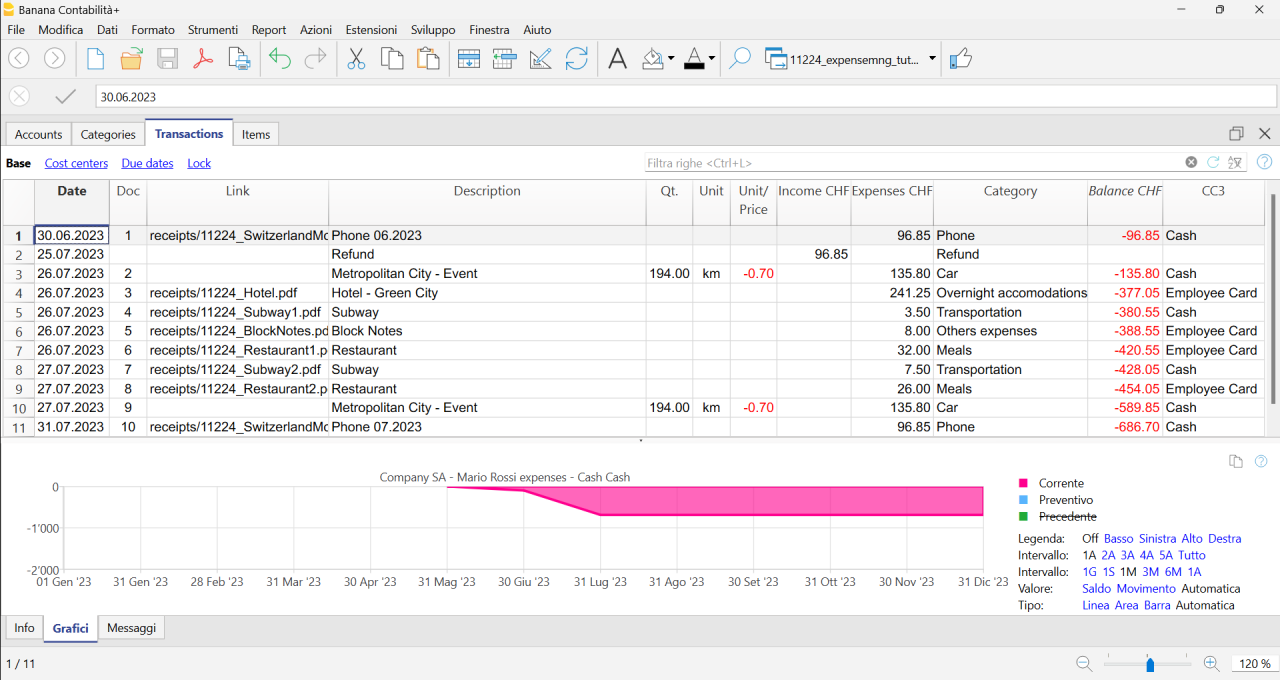 Banana Contabilità+
File Modifica Dati Formato Strumenti Report Azioni Estensioni Sviluppo Finestra Aiuto
11224_expensemng_tut...
30.06.2023
Accounts Categories Transactions Items
Base Cost centers Due dates Lock Filtra righe <Ctrl+L>
Date Doc Link Description Qt. Unit Unit/ Income CHF Expenses CHF Category Balance CHF CC3
Price
1 30.06.2023 1 receipts/11224_SwitzerlandMo Phone 06.2023 96.85 Phone -96.85 Cash
2 25.07.2023 Refund 96.85 Refund
3 26.07.2023 2 Metropolitan City - Event 194.00 km -0.70 135.80 Car -135.80 Cash
4 26.07.2023 3 receipts/11224_Hotel.pdf Hotel - Green City 241.25 Overnight accomodations -377.05 Employee Card
5 26.07.2023 4 receipts/11224_Subway1.pdf Subway 3.50 Transportation -380.55 Cash
6 26.07.2023 5 receipts/11224_BlockNotes.pd Block Notes 8.00 Others expenses -388.55 Employee Card
7 26.07.2023 6 receipts/11224_Restaurant1.p Restaurant 32.00 Meals -420.55 Employee Card
8 27.07.2023 7 receipts/11224_Subway2.pdf Subway 7.50 Transportation -428.05 Cash
9 27.07.2023 8 receipts/11224_Restaurant2.p Restaurant 26.00 Meals -454.05 Employee Card
10 27.07.2023 9 Metropolitan City - Event 194.00 km -0.70 135.80 Car -589.85 Cash
11 31.07.2023 10 receipts/11224_SwitzerlandMo Phone 07.2023 96.85 Phone -686.70 Cash
Company SA - Mario Rossi expenses - Cash Cash
0
-1'000
-2'000
01 Gen '23 31 Gen '23 28 Feb '23 31 Mar '23 30 Apr '23 31 Mag '23 30 Giu '23 31 Lug '23 31 Ago '23 30 Set '23 31 Ott '23 30 Nov '23 31 Dic '23
Corrente
Preventivo
Precedente
Legenda: Off Basso Sinistra Alto Destra
Intervallo: 1A 2A 3A 4A 5A Tutto
Intervallo: 1G 1S 1M 3M 6M 1A
Valore: Saldo Movimento Automatica
Tipo: Linea Area Barra Automatica
Info Grafici Messaggi
1 / 11 120 %